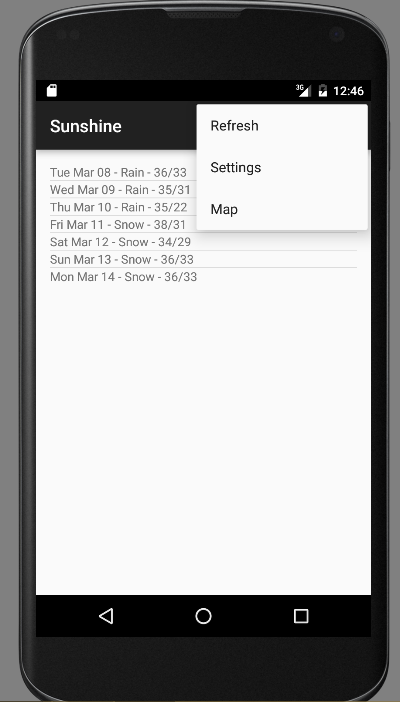 3G 12:46
Sunshine
Refresh
Settings
Map
Tue Mar 08 - Rain - 36/33
Wed Mar 09 - Rain - 35/31
Thu Mar 10 - Rain - 35/22
Fri Mar 11 - Snow - 38/31
Sat Mar 12 - Snow - 34/29
Sun Mar 13 - Snow - 36/33
Mon Mar 14 - Snow - 36/33